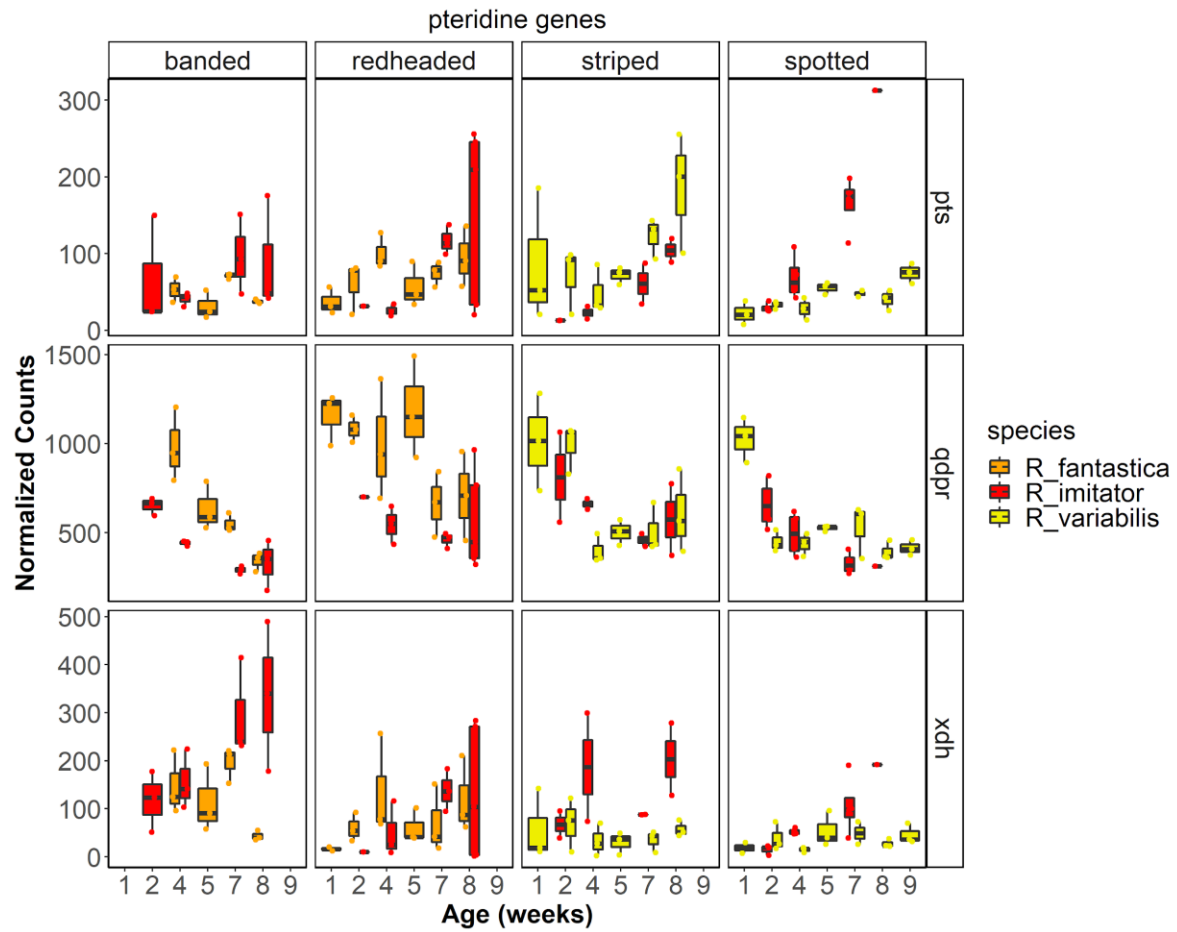 pteridine genes
banded redheaded striped spotted
300
200
100
0
pts
1500
1000
500
qdpr
500
400
300
200
100
0
xdh
Normalized Counts
1 2 4 5 7 8 9 1 2 4 5 7 8 9 1 2 4 5 7 8 9 1 2 4 5 7 8 9
Age (weeks)
species
R_fantastica
R_imitator
R_variabilis